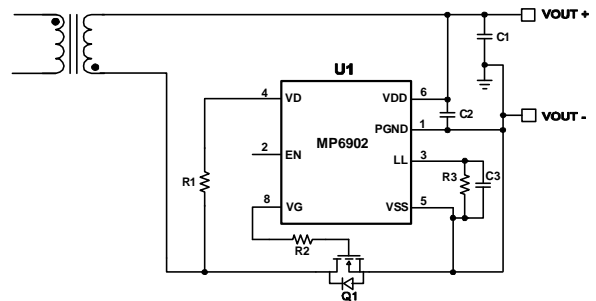 VOUT +
C1
U1
4
VD
VDD
6
C2
VOUT -
PGND
1
2
EN
MP6902
LL
3
R1
R3
C3
8
VG
VSS
5
R2
Q1